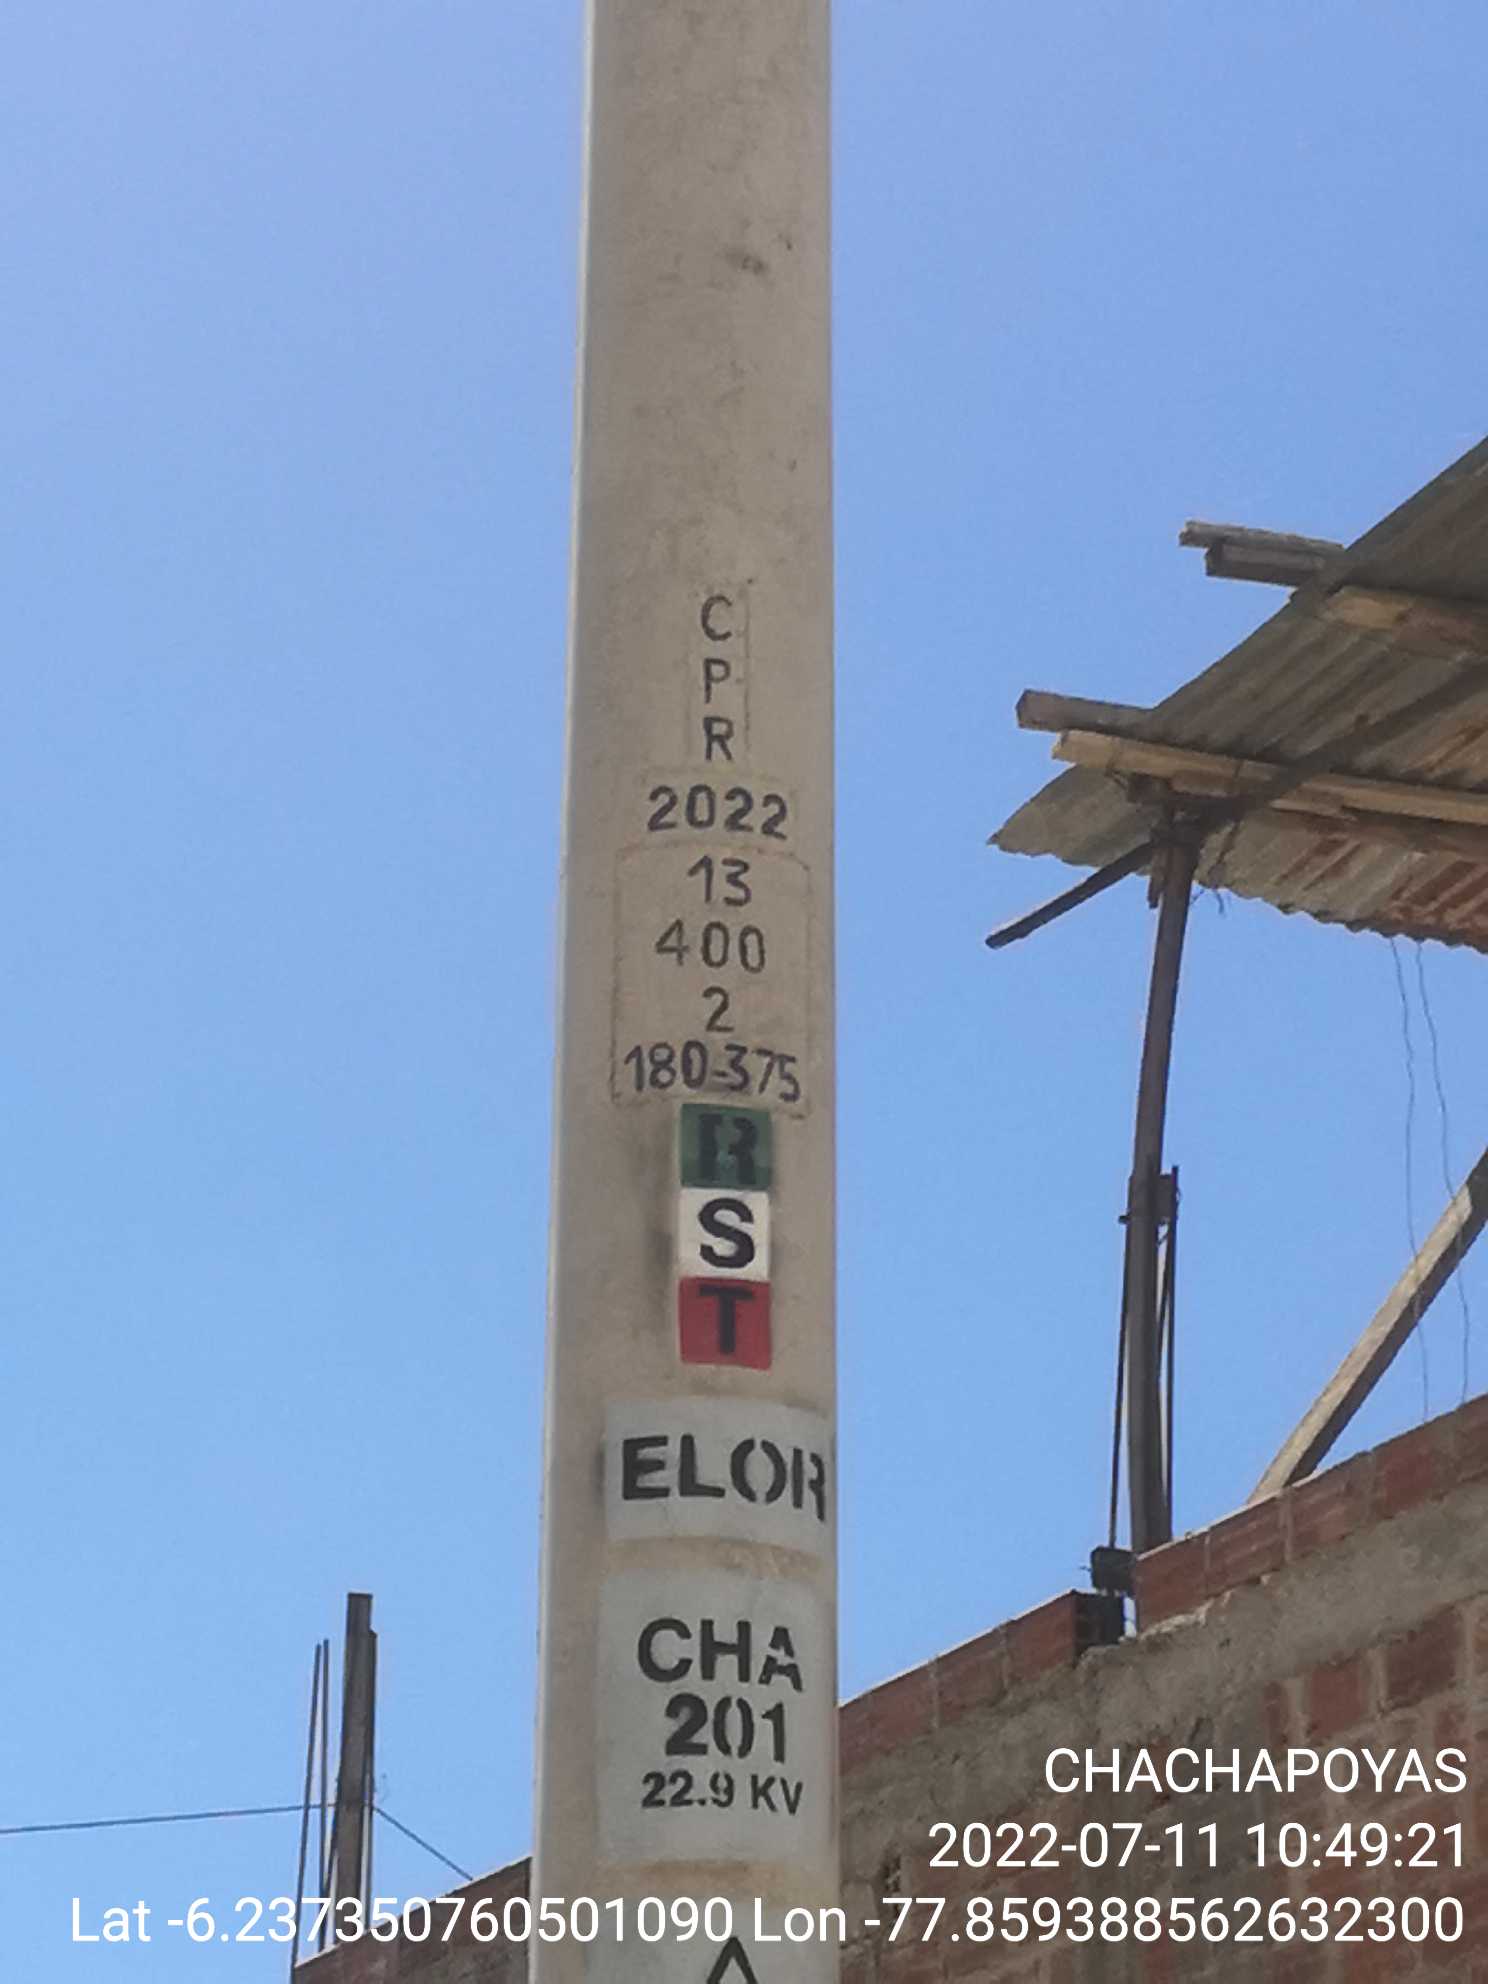 C
P
R
2022
13
400
2
180-375
R
S
T
ELOR
CHA
201
22.9 KV
CHACHAPOYAS
2022-07-11 10:49:21
Lat -6.237350760501090 Lon -77.859388562632300